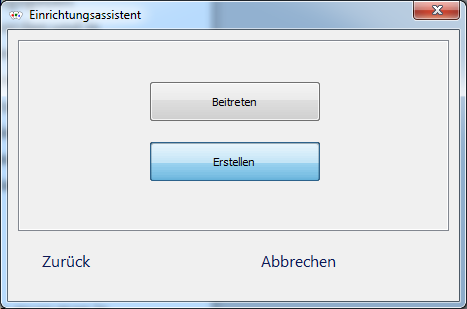 Einrichtungsassistent
Beitreten
Erstellen
Zurück
Abbrechen